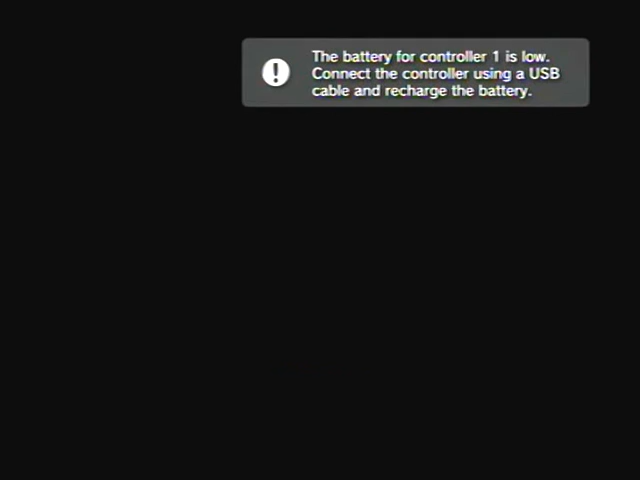 The battery for controller 1 is low.
Connect the controller using a USB
cable and recharge the battery.